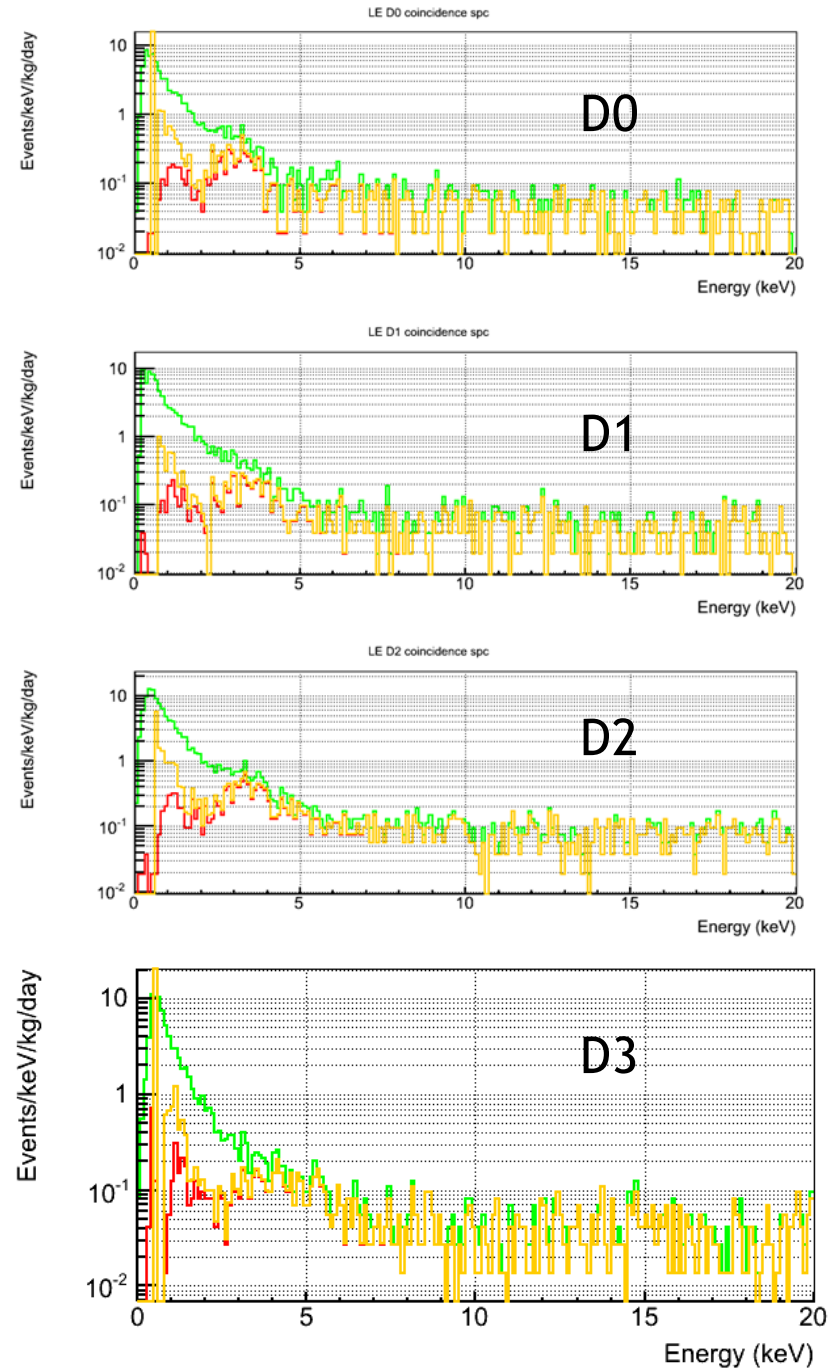 LE D0 coincidence spc
Events/keV/kg/day
10
1
10⁻¹
10⁻²
D0
0 5 10 15 20
Energy (keV)
LE D1 coincidence spc
Events/keV/kg/day
10
1
10⁻¹
10⁻²
D1
0 5 10 15 20
Energy (keV)
LE D2 coincidence spc
Events/keV/kg/day
10
1
10⁻¹
10⁻²
D2
0 5 10 15 20
Energy (keV)
Events/keV/kg/day
10
1
10⁻¹
10⁻²
D3
0 5 10 15 20
Energy (keV)